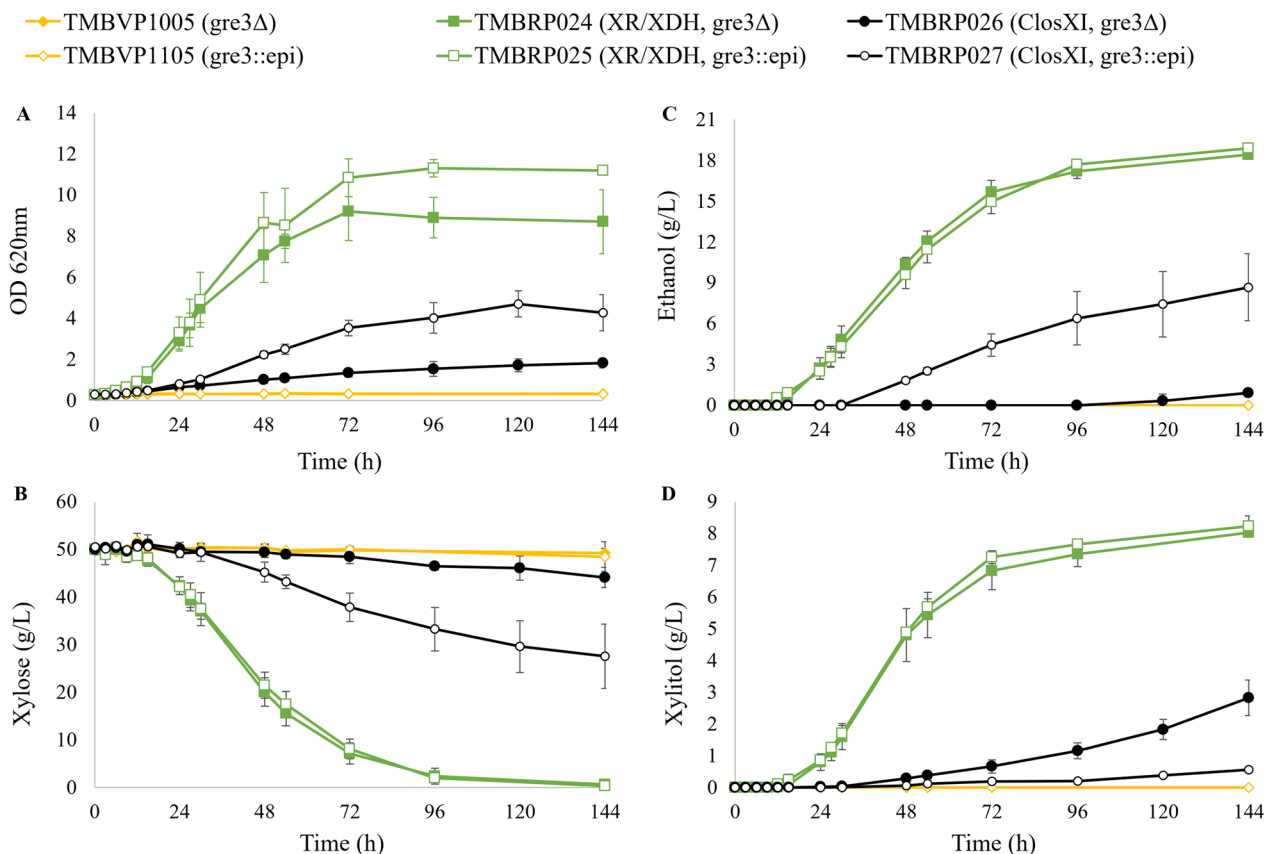 TMBVP1005 (gre3Δ) TMBRP024 (XR/XDH, gre3Δ) TMBRP026 (ClosXI, gre3Δ)
TMBVP1105 (gre3::epi) TMBRP025 (XR/XDH, gre3::epi) TMBRP027 (ClosXI, gre3::epi)
A
14
12
10
8
6
4
2
0
OD 620nm
0 24 48 72 96 120 144
Time (h)
C
21
18
15
12
9
6
3
0
Ethanol (g/L)
0 24 48 72 96 120 144
Time (h)
B
60
50
40
30
20
10
0
Xylose (g/L)
0 24 48 72 96 120 144
Time (h)
D
9
8
7
6
5
4
3
2
1
0
Xylitol (g/L)
0 24 48 72 96 120 144
Time (h)